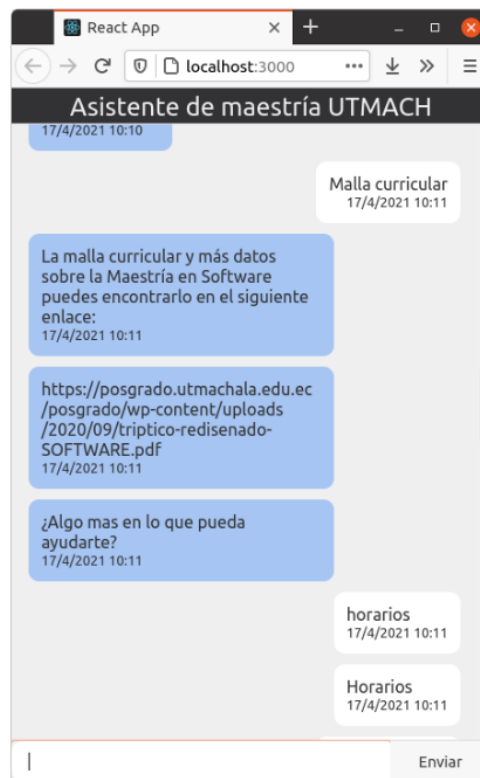 React App
localhost:3000
Asistente de maestría UTMACH
17/4/2021 10:10
Malla curricular
17/4/2021 10:11
La malla curricular y más datos
sobre la Maestría en Software
puedes encontrarlo en el siguiente
enlace:
17/4/2021 10:11
https://posgrado.utmachala.edu.ec
/posgrado/wp-content/uploads
/2020/09/triptico-redisenado-
SOFTWARE.pdf
17/4/2021 10:11
¿Algo mas en lo que pueda
ayudarte?
17/4/2021 10:11
horarios
17/4/2021 10:11
Horarios
17/4/2021 10:11
Enviar